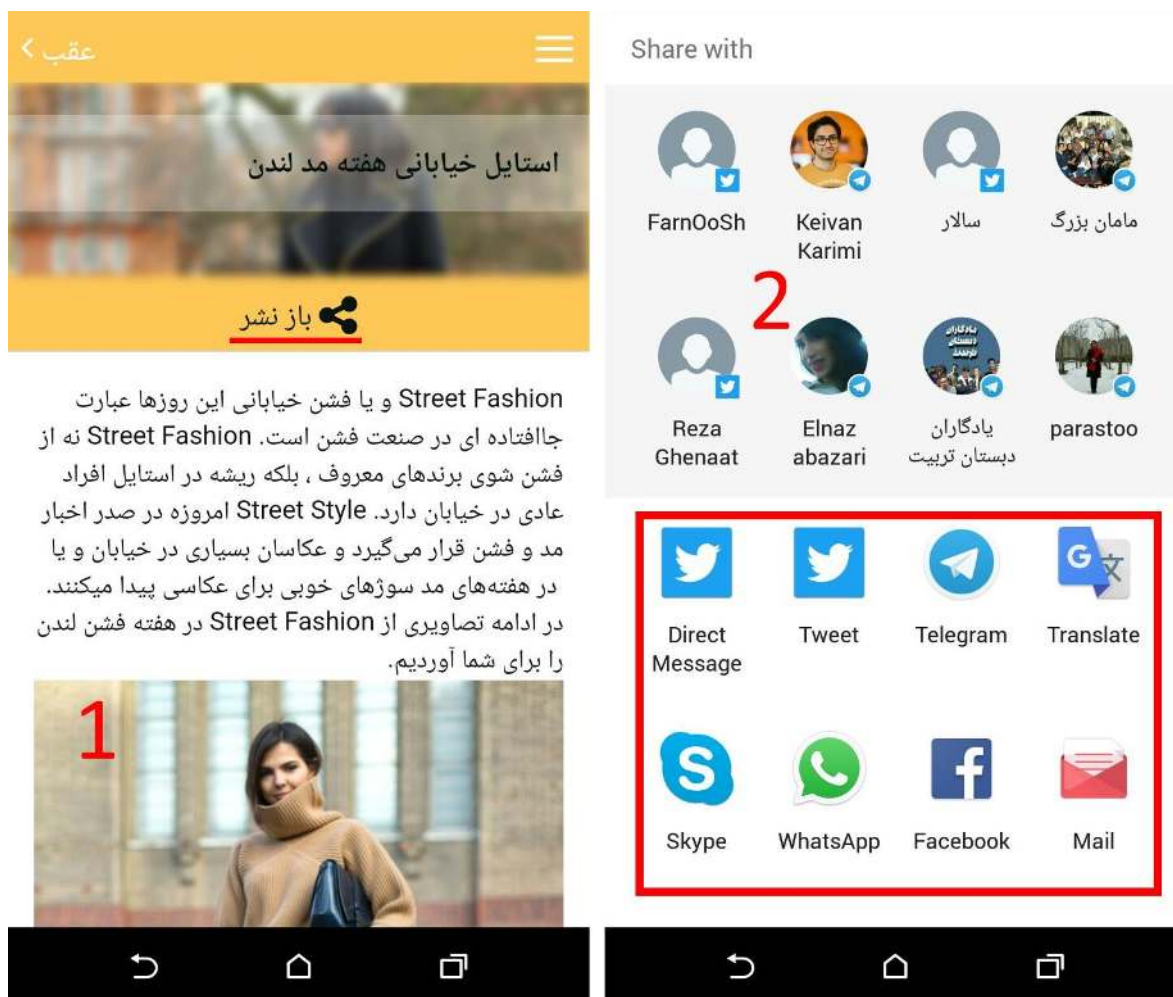 عقب
استایل خیابانی هفته مد لندن
باز نشر
Street Fashion و یا فشن خیابانی این روزها عبارت
جاافتاده ای در صنعت فشن است. Street Fashion نه از
فشن شوی برندهای معروف ، بلکه ریشه در استایل افراد
عادی در خیابان دارد. Street Style امروزه در صدر اخبار
مد و فشن قرار می‌گیرد و عکاسان بسیاری در خیابان و یا
در هفته‌های مد سوژهای خوبی برای عکاسی پیدا میکنند.
در ادامه تصاویری از Street Fashion در هفته فشن لندن
را برای شما آوردیم.
1
Share with
FarnOoSh
Keivan
Karimi
سالار
مامان بزرگ
2
Reza
Ghenaat
Elnaz
abazari
یادگاران
دبستان تربیت
parastoo
Direct
Message
Tweet
Telegram
G
Translate
Skype
WhatsApp
Facebook
Mail